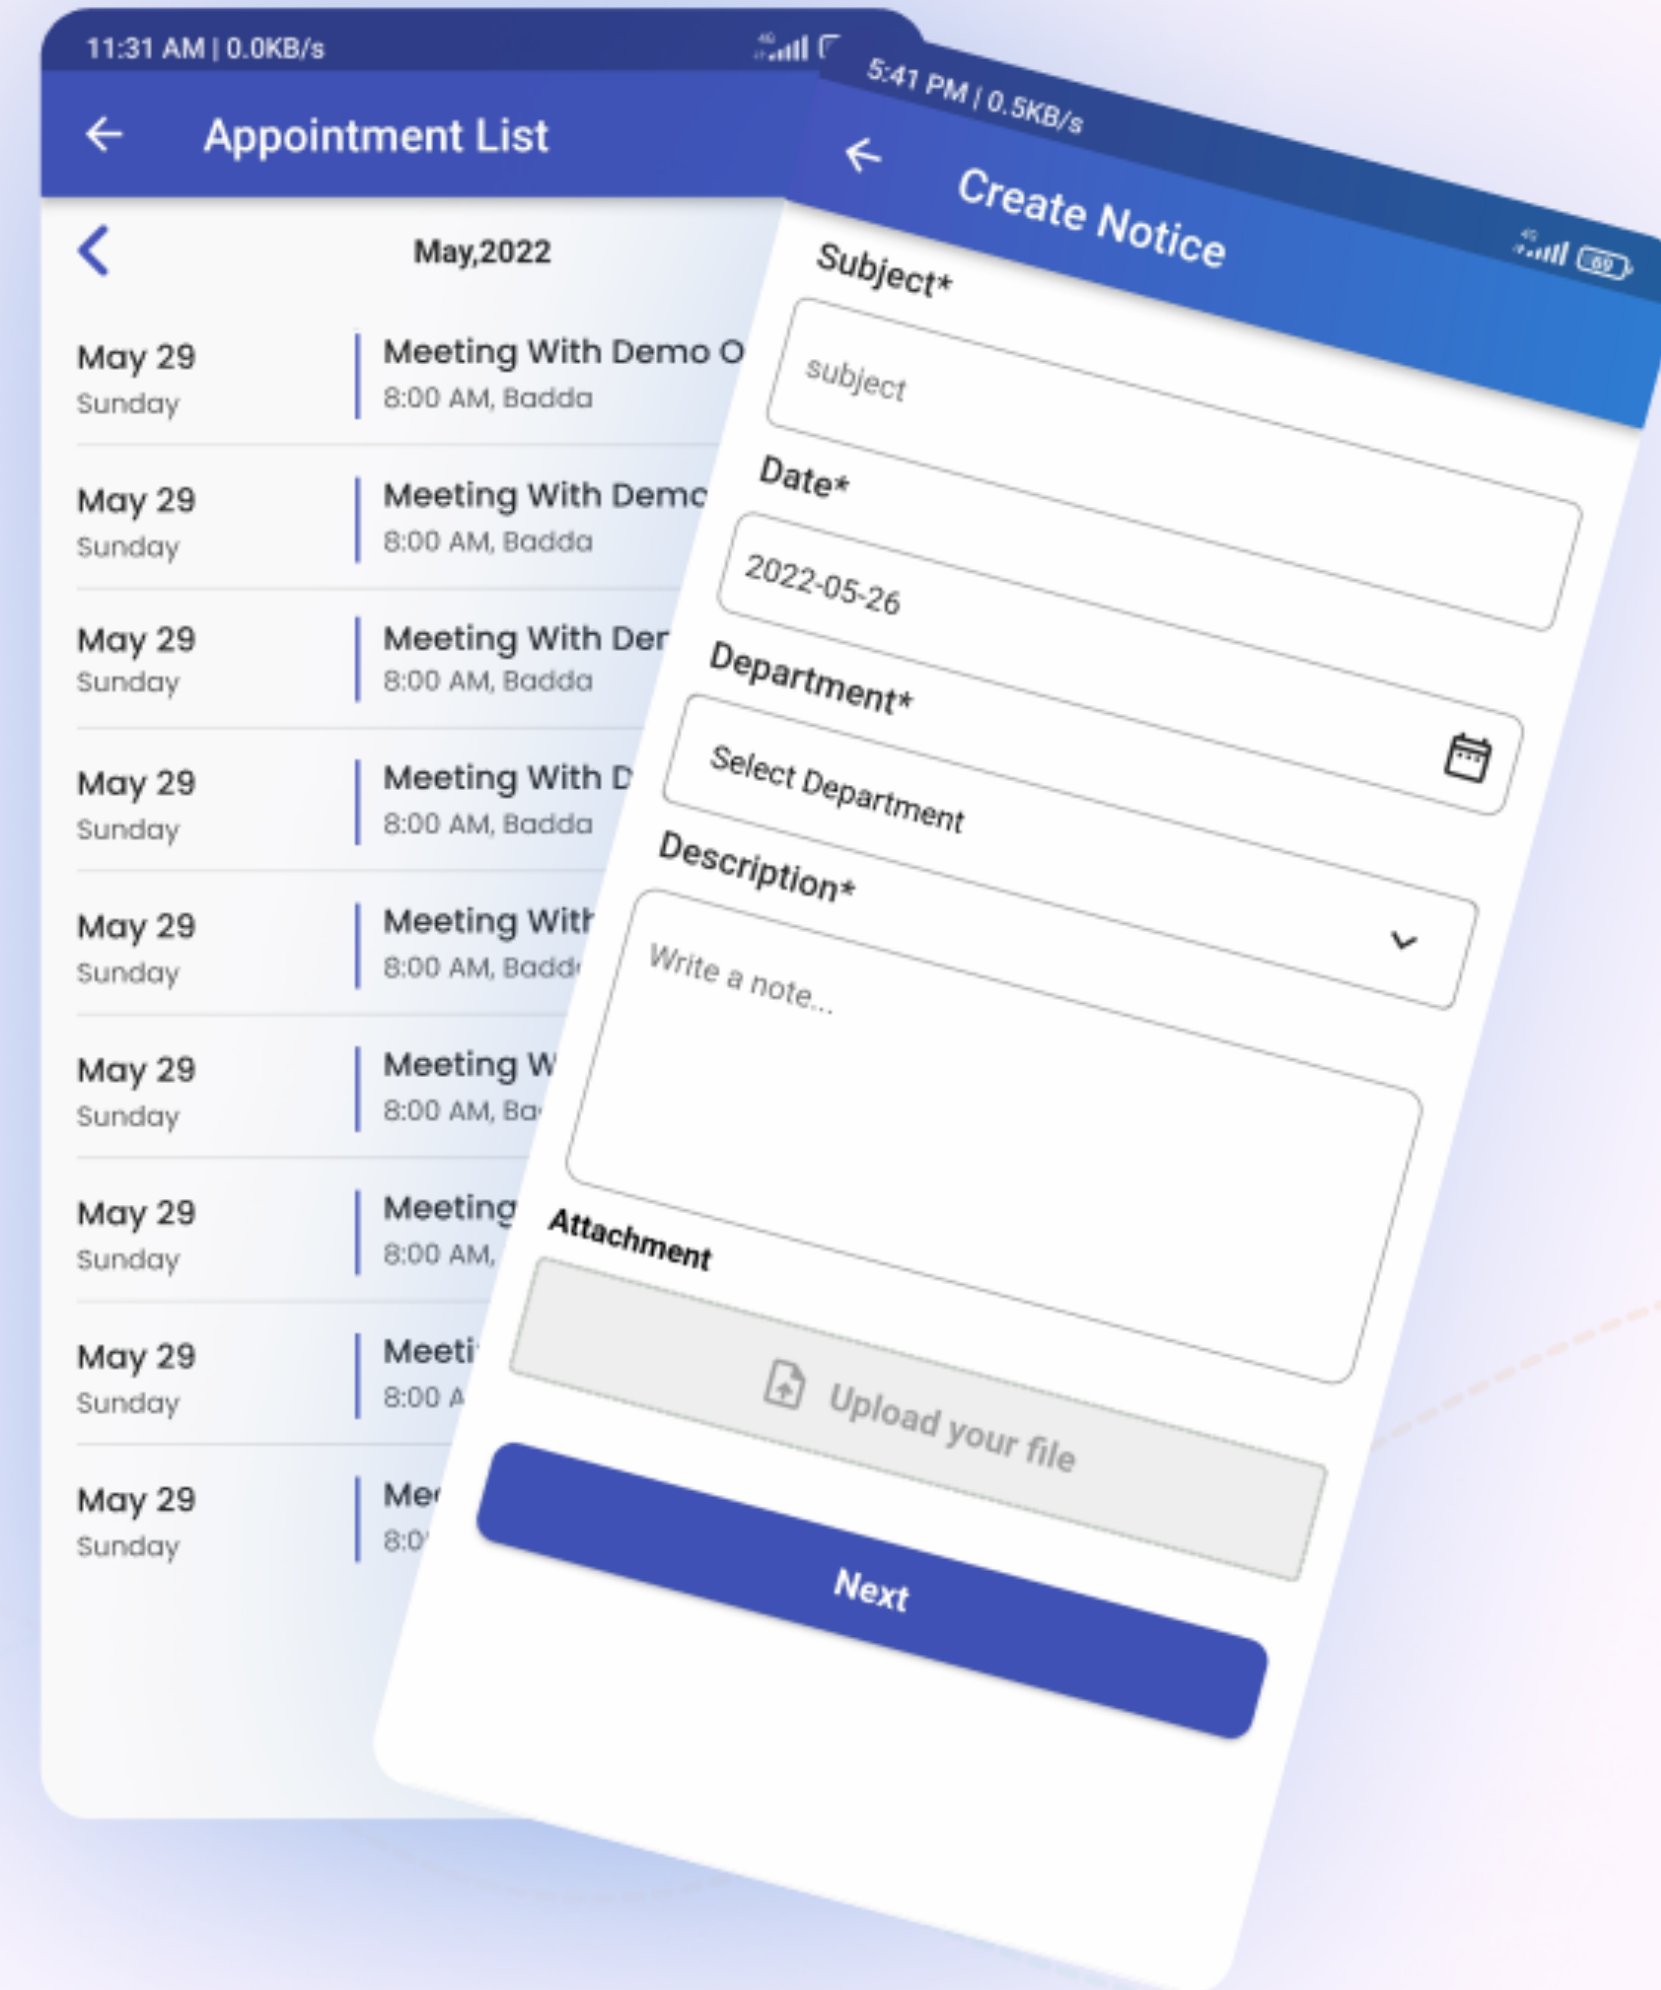 11:31 AM | 0.0KB/s
Appointment List
May,2022
May 29
Sunday
Meeting With Demo O
8:00 AM, Badda
May 29
Sunday
Meeting With Dem
8:00 AM, Badda
May 29
Sunday
Meeting With De
8:00 AM, Badda
May 29
Sunday
Meeting With D
8:00 AM, Badda
May 29
Sunday
Meeting With
8:00 AM, Badd
May 29
Sunday
Meeting W
8:00 AM, Ba
May 29
Sunday
Meeting
8:00 AM,
May 29
Sunday
Meeti
8:00 A
May 29
Sunday
Me
8:0
5:41 PM | 0.5KB/s
4G
69
Create Notice
Subject*
subject
Date*
2022-05-26
Department*
Select Department
Description*
Write a note...
Attachment
Upload your file
Next